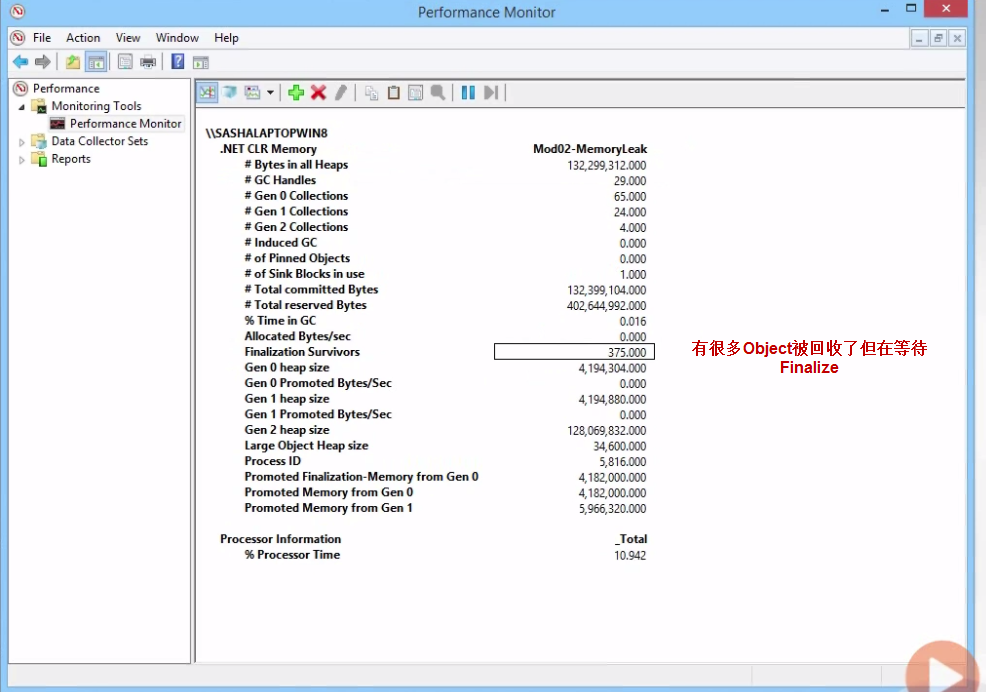 Performance Monitor
File Action View Window Help
Performance
Monitoring Tools
Performance Monitor
Data Collector Sets
Reports
\\SASHALAPTOPWIN8
.NET CLR Memory Mod02-MemoryLeak
# Bytes in all Heaps 132,299,312.000
# GC Handles 29.000
# Gen 0 Collections 65.000
# Gen 1 Collections 24.000
# Gen 2 Collections 4.000
# Induced GC 0.000
# of Pinned Objects 0.000
# of Sink Blocks in use 1.000
# Total committed Bytes 132,399,104.000
# Total reserved Bytes 402,644,992.000
% Time in GC 0.016
Allocated Bytes/sec 0.000
Finalization Survivors 375.000
Gen 0 heap size 4,194,304.000
Gen 0 Promoted Bytes/Sec 0.000
Gen 1 heap size 4,194,880.000
Gen 1 Promoted Bytes/Sec 0.000
Gen 2 heap size 128,069,832.000
Large Object Heap size 34,600.000
Process ID 5,816.000
Promoted Finalization-Memory from Gen 0 4,182,000.000
Promoted Memory from Gen 0 4,182,000.000
Promoted Memory from Gen 1 5,966,320.000
Processor Information _Total
% Processor Time 10.942
有很多Object被回收了但在等待
Finalize